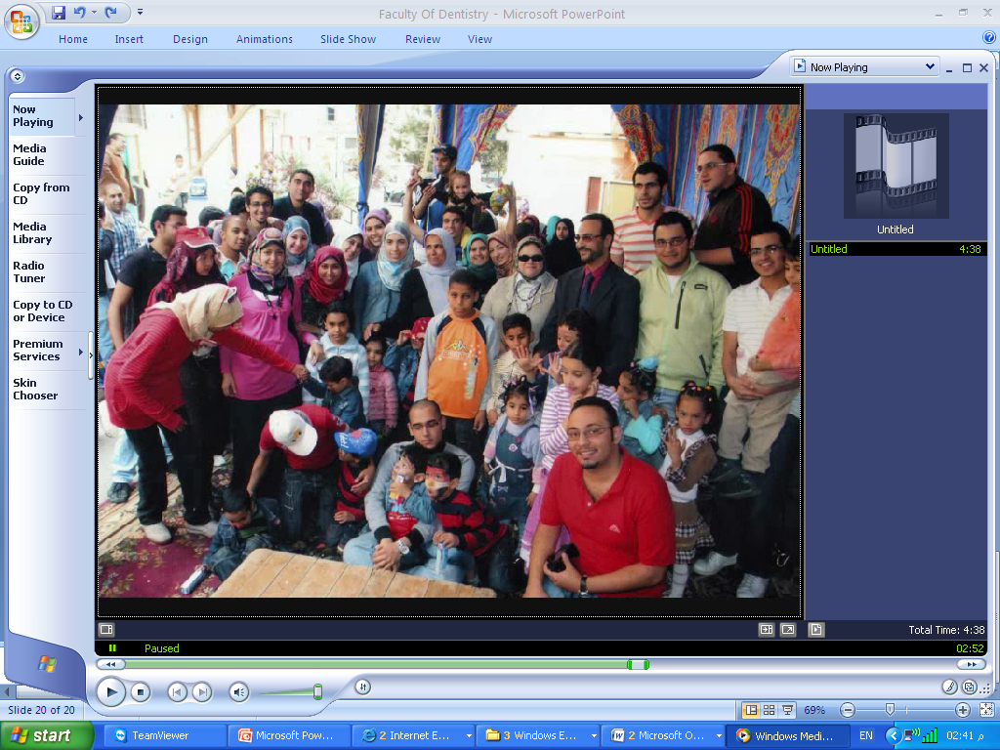 Faculty Of Dentistry - Microsoft PowerPoint
Home Insert Design Animations Slide Show Review View
Now Playing
Now
Playing
Media
Guide
Copy from
CD
Media
Library
Radio
Tuner
Copy to CD
or Device
Premium
Services
Skin
Chooser
Untitled
Untitled 4:38
Total Time: 4:38
Paused 02:52
Slide 20 of 20 69%
start TeamViewer Microsoft Pow... 2 Internet E... 3 Windows E... 2 Microsoft O... Windows Medi... EN 02:41 م